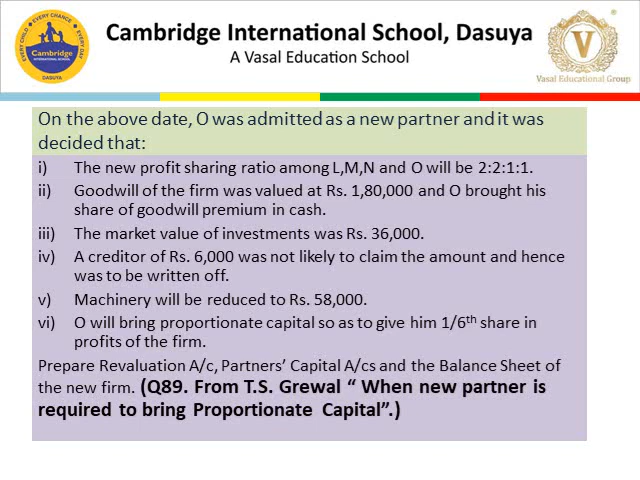 EVERY CHILD • EVERY CHANCE • EVERY DAY
Cambridge
INTERNATIONAL SCHOOL
DASUYA
Cambridge International School, Dasuya
A Vasal Education School
V
Vasal Educational Group
On the above date, O was admitted as a new partner and it was
decided that:
i) The new profit sharing ratio among L,M,N and O will be 2:2:1:1.
ii) Goodwill of the firm was valued at Rs. 1,80,000 and O brought his
share of goodwill premium in cash.
iii) The market value of investments was Rs. 36,000.
iv) A creditor of Rs. 6,000 was not likely to claim the amount and hence
was to be written off.
v) Machinery will be reduced to Rs. 58,000.
vi) O will bring proportionate capital so as to give him 1/6th share in
profits of the firm.
Prepare Revaluation A/c, Partners’ Capital A/cs and the Balance Sheet of
the new firm. (Q89. From T.S. Grewal “ When new partner is
required to bring Proportionate Capital”.)